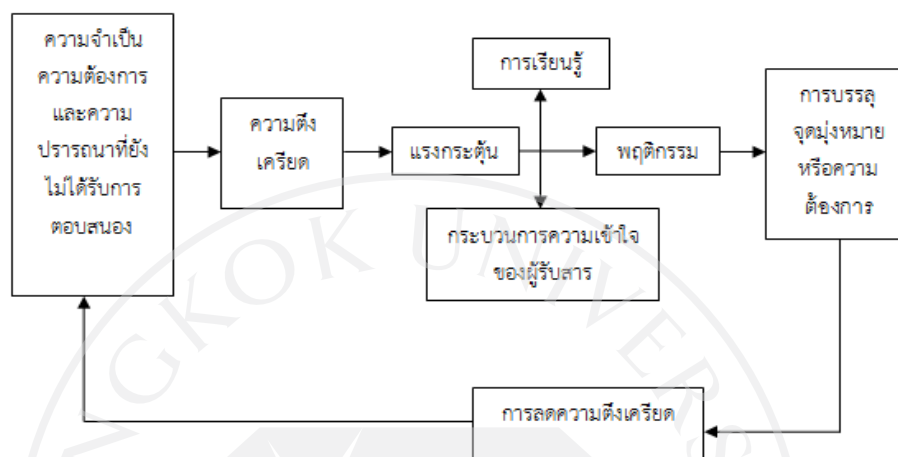 ความจำเป็น
ความต้องการ
และความ
ปรารถนาที่ยัง
ไม่ได้รับการ
ตอบสนอง
ความตึง
เครียด
แรงกระตุ้น
การเรียนรู้
กระบวนการความเข้าใจ
ของผู้รับสาร
พฤติกรรม
การบรรลุ
จุดมุ่งหมาย
หรือความ
ต้องการ
การลดความตึงเครียด
NGKOK UNIVERS